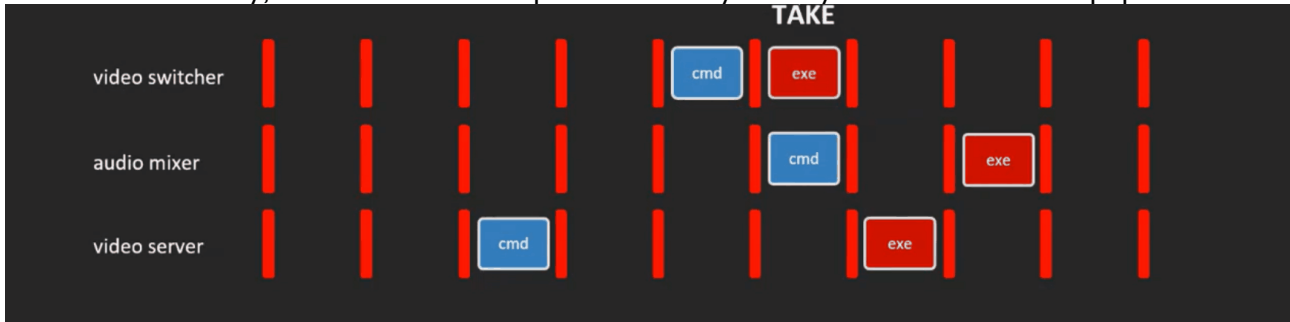 TAKE
video switcher cmd exe
audio mixer cmd exe
video server cmd exe